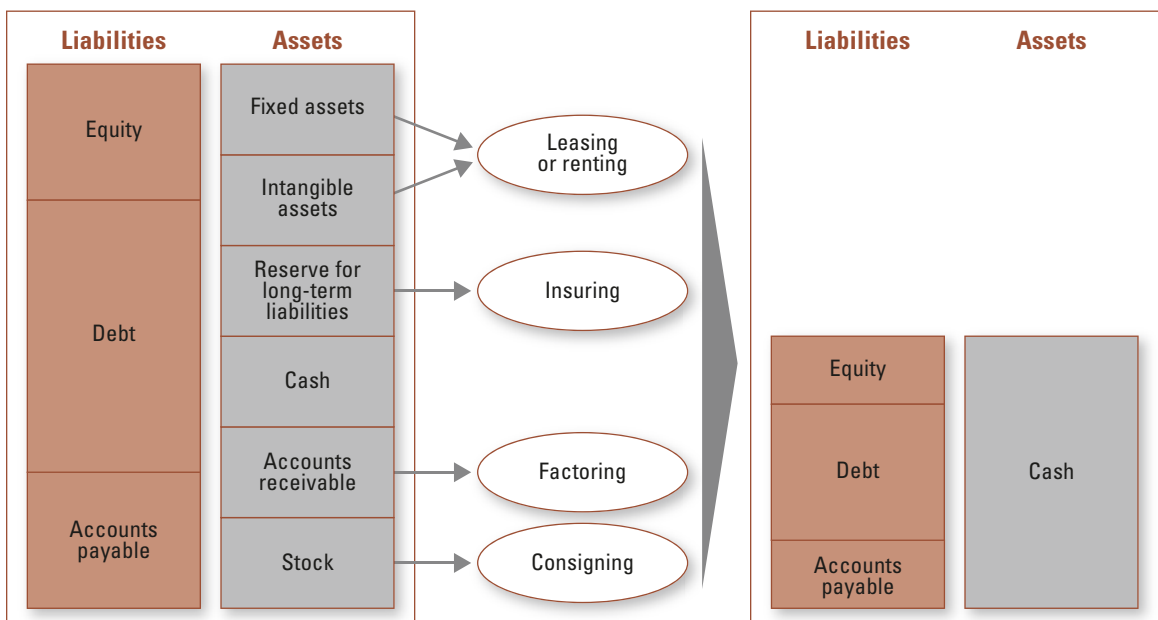 Liabilities
Assets
Equity
Debt
Accounts
payable
Fixed assets
Intangible
assets
Reserve for
long-term
liabilities
Cash
Accounts
receivable
Stock
Leasing
or renting
Insuring
Factoring
Consigning
Liabilities
Assets
Equity
Debt
Accounts
payable
Cash